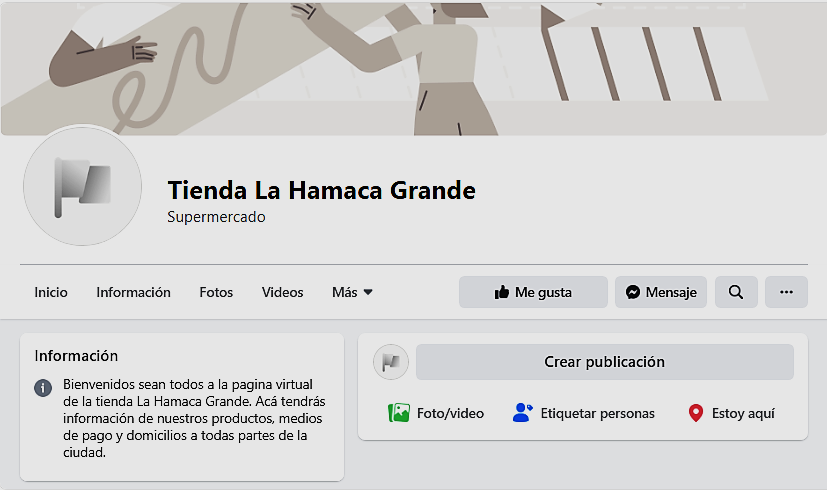 Tienda La Hamaca Grande
Supermercado
Inicio
Información
Fotos
Videos
Más
Me gusta
Mensaje
Información
Bienvenidos sean todos a la pagina virtual
de la tienda La Hamaca Grande. Acá tendrás
información de nuestros productos, medios
de pago y domicilios a todas partes de la
ciudad.
Crear publicación
Foto/video
Etiquetar personas
Estoy aquí